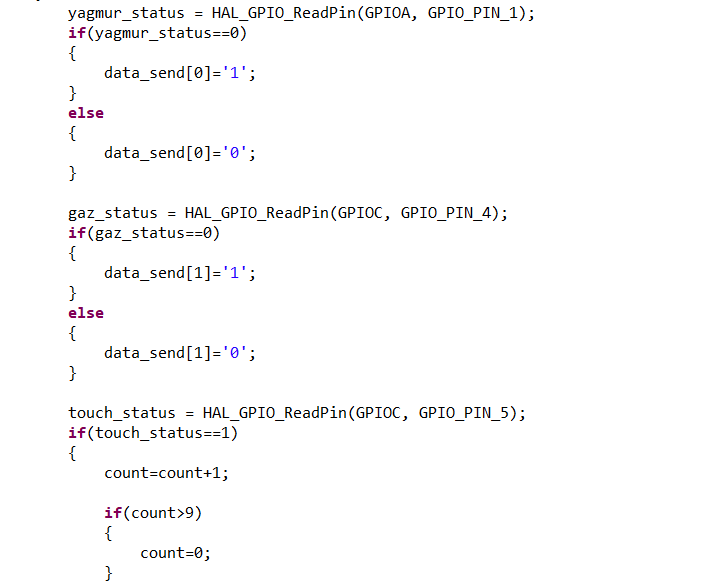 yagmur_status = HAL_GPIO_ReadPin(GPIOA, GPIO_PIN_1);
if(yagmur_status==0)
{
    data_send[0]='1';
}
else
{
    data_send[0]='0';
}

gaz_status = HAL_GPIO_ReadPin(GPIOC, GPIO_PIN_4);
if(gaz_status==0)
{
    data_send[1]='1';
}
else
{
    data_send[1]='0';
}

touch_status = HAL_GPIO_ReadPin(GPIOC, GPIO_PIN_5);
if(touch_status==1)
{
    count=count+1;

    if(count>9)
    {
        count=0;
    }